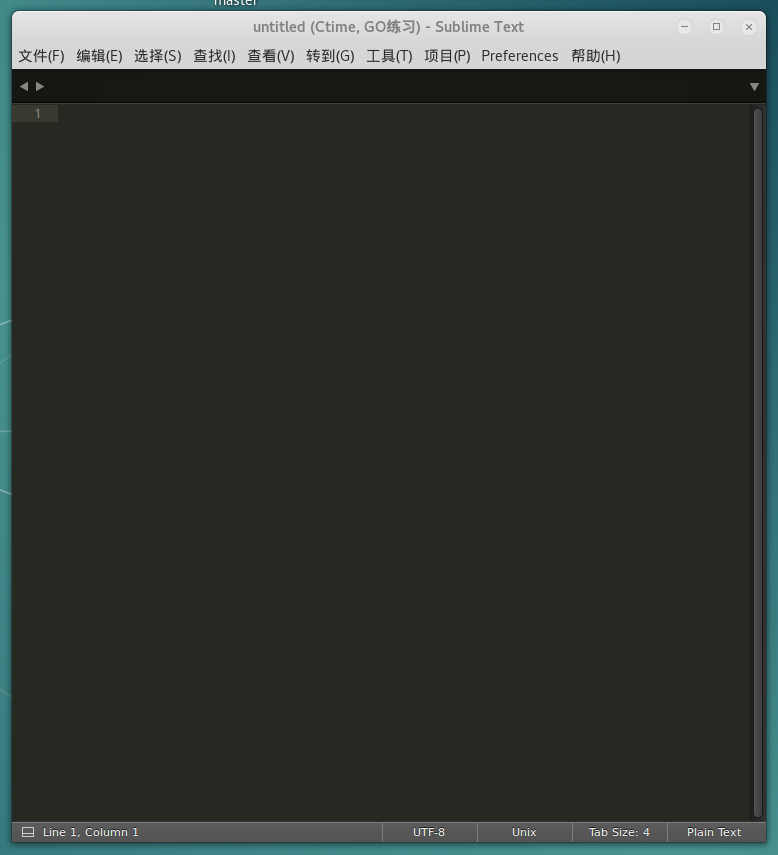 master
untitled (Ctime, GO练习) - Sublime Text
文件(F) 编辑(E) 选择(S) 查找(I) 查看(V) 转到(G) 工具(T) 项目(P) Preferences 帮助(H)
1
Line 1, Column 1 UTF-8 Unix Tab Size: 4 Plain Text